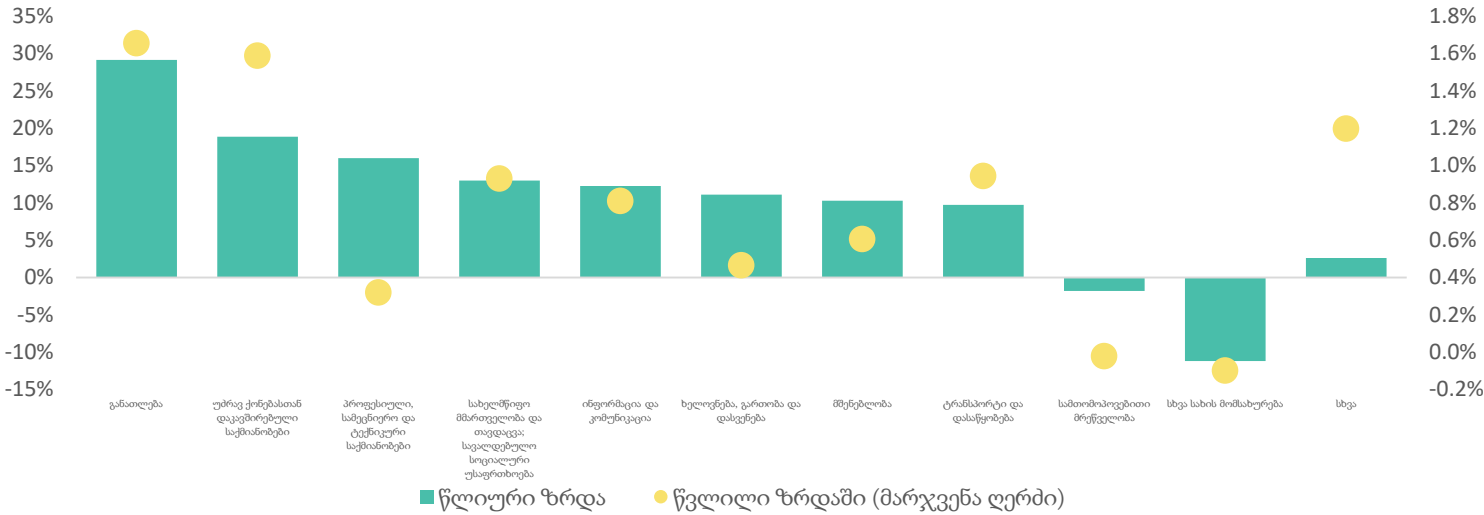 35%
30%
25%
20%
15%
10%
5%
0%
-5%
-10%
-15%
1.8%
1.6%
1.4%
1.2%
1.0%
0.8%
0.6%
0.4%
0.2%
0.0%
-0.2%
განათლება
უძრავ ქონებასთან
დაკავშირებული
საქმიანობები
პროფესიული,
სამეცნიერო და
ტექნიკური
საქმიანობები
სახელმწიფო
მმართველობა და
თავდაცვა;
სავალდებულო
სოციალური
უსაფრთხოება
ინფორმაცია და
კომუნიკაცია
ხელოვნება, გართობა და
დასვენება
მშენებლობა
ტრანსპორტი და
დასაწყობება
სამთომოპოვებითი
მრეწველობა
სხვა სახის მომსახურება
სხვა
წლიური ზრდა
წვლილი ზრდაში (მარჯვენა ღერძი)